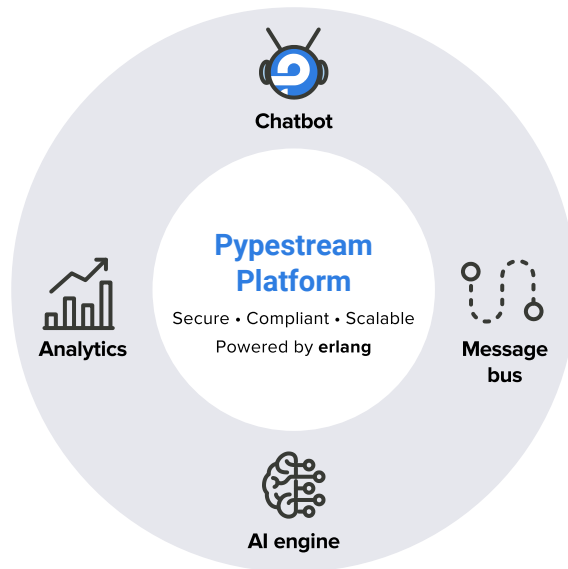 Chatbot
Pypestream
Platform
Secure • Compliant • Scalable
Powered by erlang
Analytics
Message
bus
AI engine